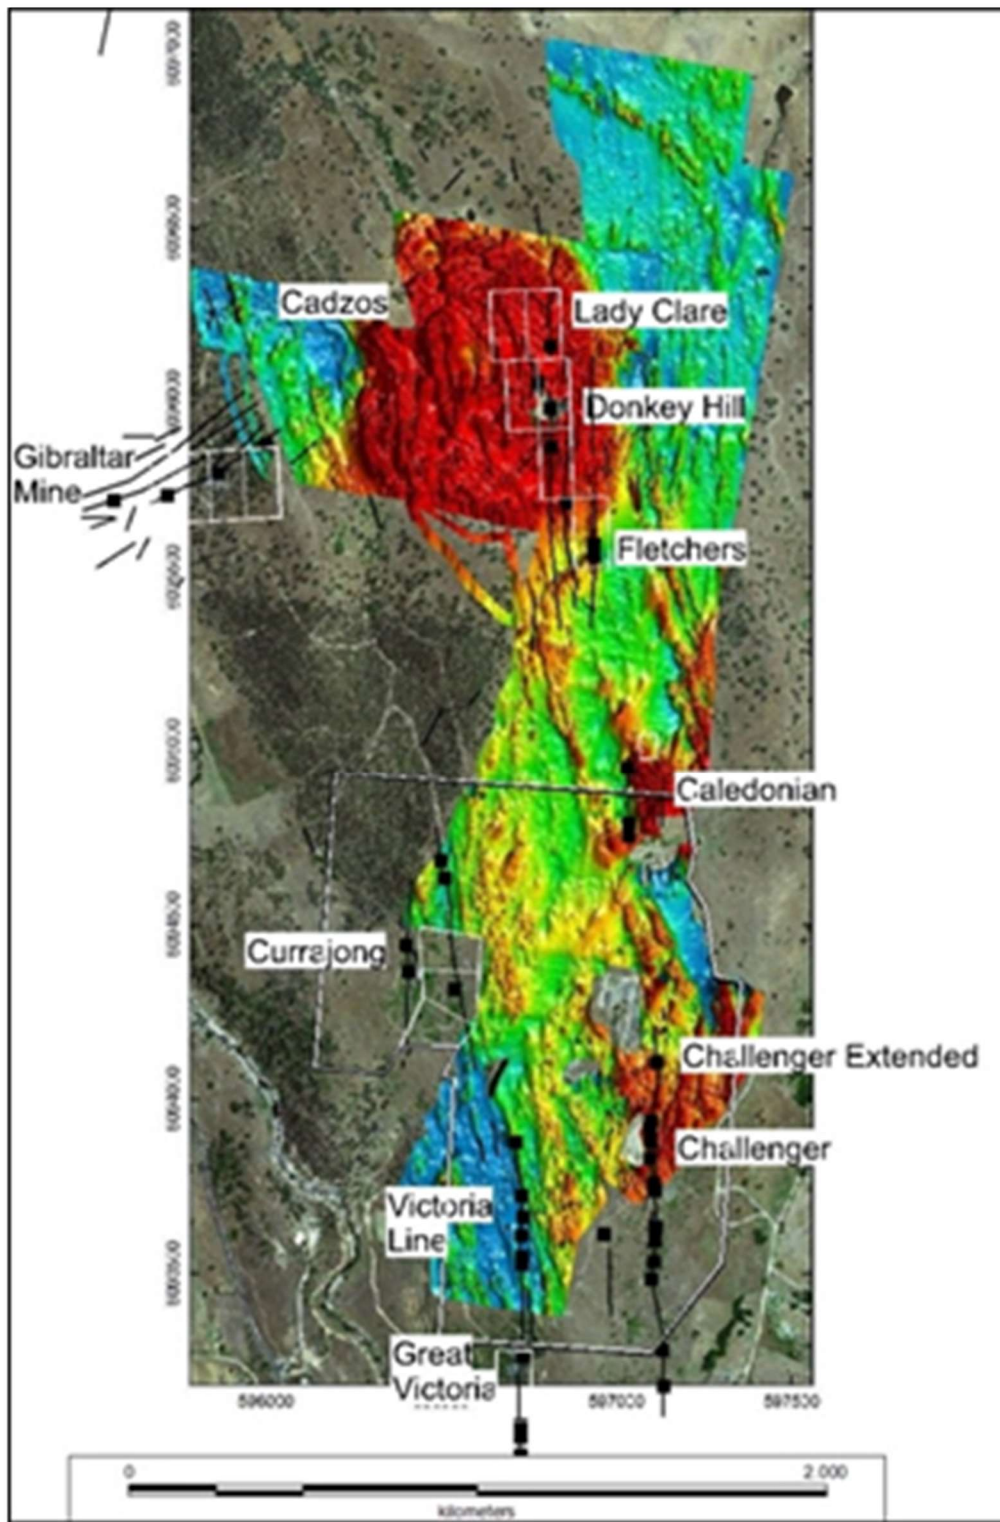 Cadzos
Lady Clare
Donkey Hill
Gibraltar
Mine
Fletchers
Caledonian
Currajong
Challenger Extended
Challenger
Victoria
Line
Great
Victoria
596000
597000
597500
0
2.000
kilometers